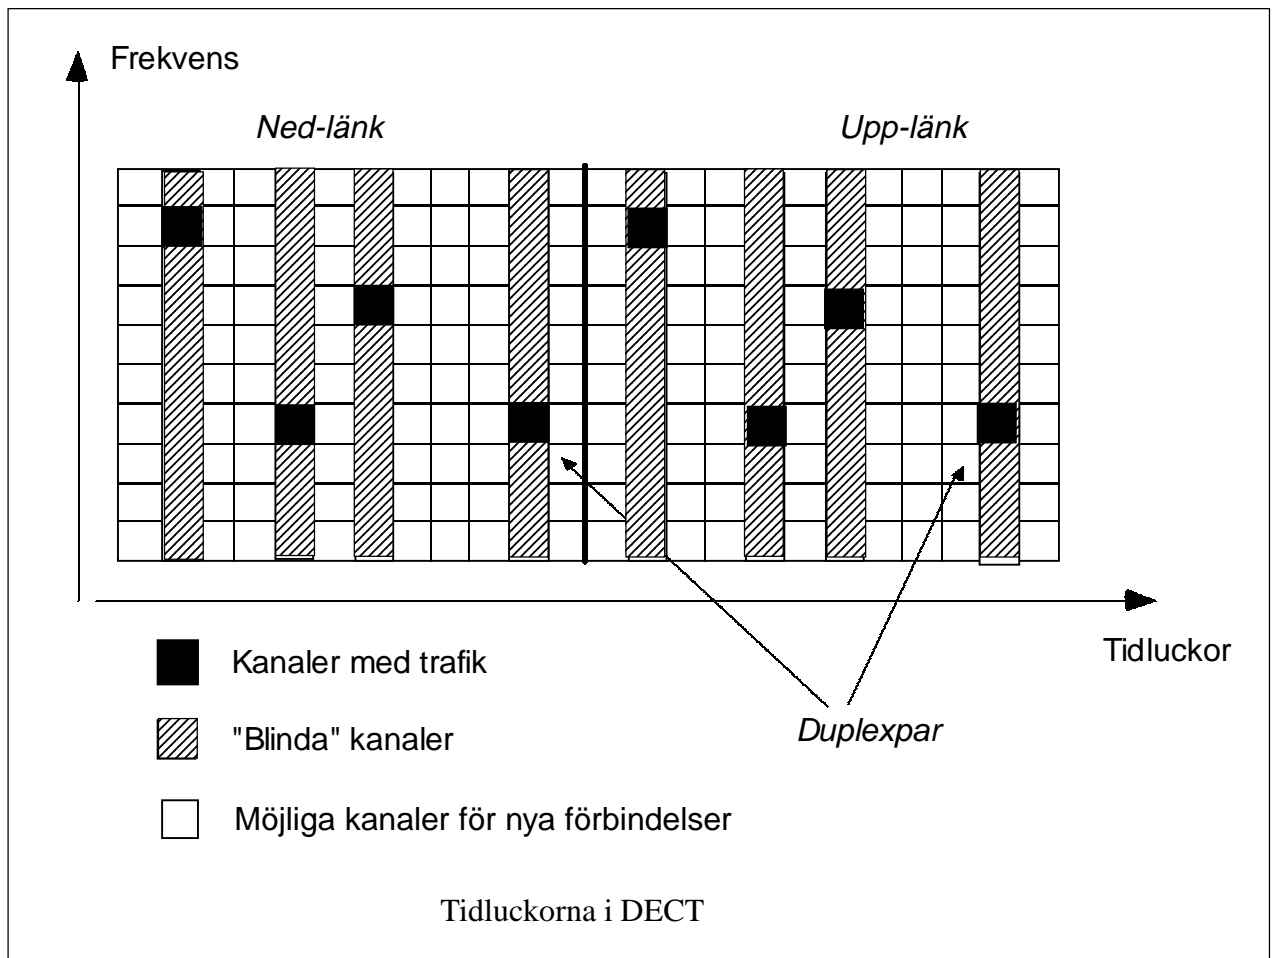 Frekvens
Ned-länk
Upp-länk
Tidluckor
Kanaler med trafik
Duplexpar
"Blinda" kanaler
Möjliga kanaler för nya förbindelser
Tidluckorna i DECT